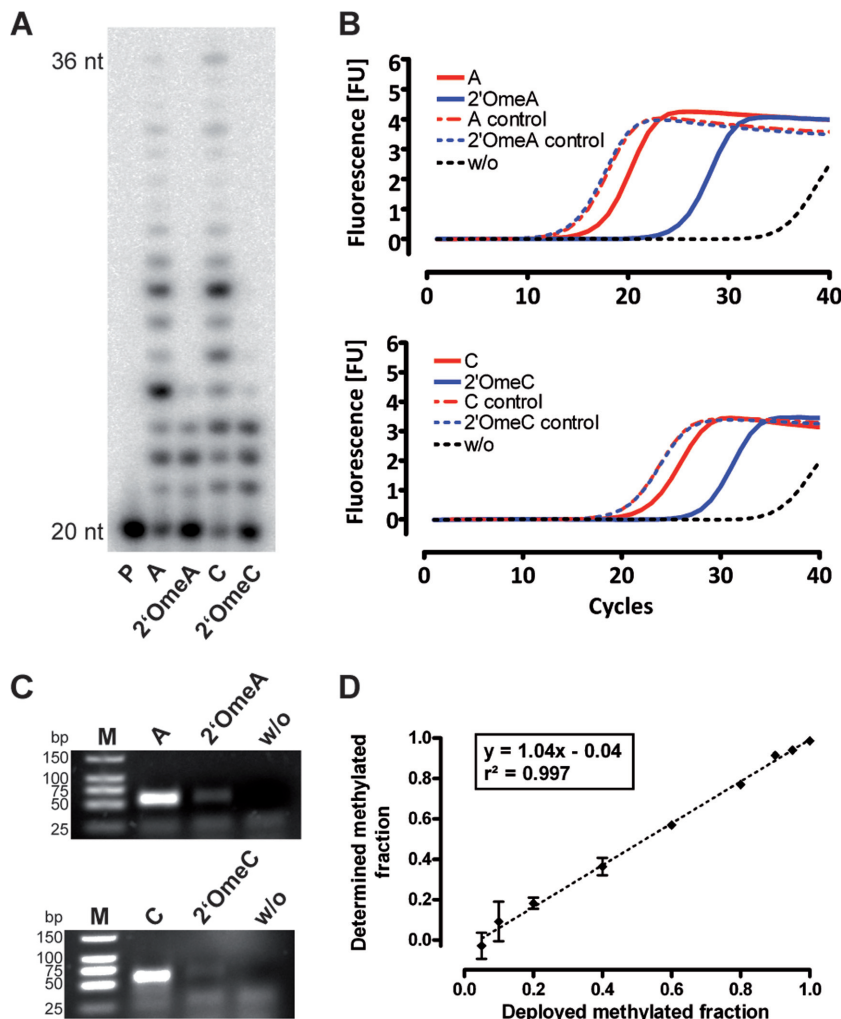 A
36 nt
20 nt
P
A
2'OmeA
C
2'OmeC
B
Fluorescence [FU]
6
5
4
3
2
1
0
A
2'OmeA
A control
2'OmeA control
w/o
0
10
20
30
40
Fluorescence [FU]
6
5
4
3
2
1
0
C
2'OmeC
C control
2'OmeC control
w/o
0
10
20
30
40
Cycles
C
bp
M
A
2'OmeA
w/o
150
100
75
50
25
bp
M
C
2'OmeC
w/o
150
100
75
50
25
D
Determined methylated
fraction
1.0
0.8
0.6
0.4
0.2
0.0
y = 1.04x - 0.04
r² = 0.997
0.0
0.2
0.4
0.6
0.8
1.0
Deployed methylated fraction